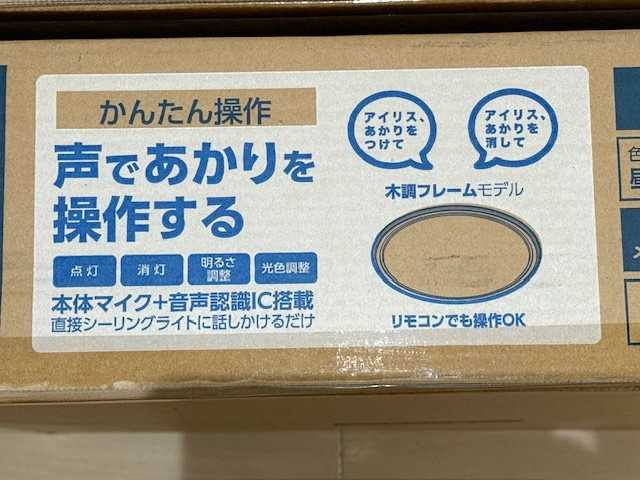 かんたん操作
声であかりを
操作する
点灯
消灯
明るさ
調整
光色調整
本体マイク+音声認識IC搭載
直接シーリングライトに話しかけるだけ
アイリス、
あかりを
つけて
アイリス、
あかりを
消して
木調フレームモデル
リモコンでも操作OK
色